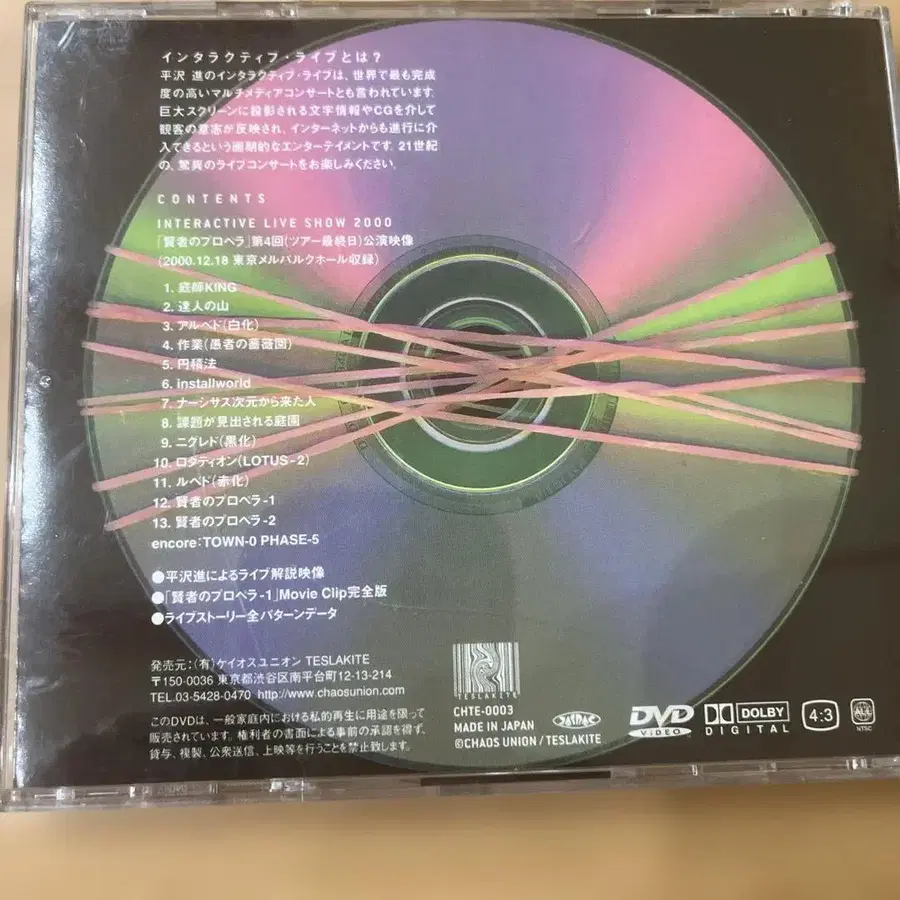 インタラクティブ・ライブとは？
平沢 進のインタラクティブ・ライブは、世界で最も完成
度の高いマルチメディアコンサートとも言われています.
巨大スクリーンに投影される文字情報やCGを介して
観客の意志が反映され、インターネットからも進行に介
入できるという画期的なエンターテイメントです. 21世紀
の、驚異のライブコンサートをお楽しみください.
CONTENTS
INTERACTIVE LIVE SHOW 2000
「賢者のプロペラ」第4回(ツアー最終日)公演映像
(2000.12.18 東京メルパルクホール収録)
1. 庭師KING
2. 達人の山
3. アルベド(白化)
4. 作業(愚者の薔薇園)
5. 円積法
6. installworld
7. ナーシサス次元から来た人
8. 課題が見出される庭園
9. ニグレド(黒化)
10. ロタティオン(LOTUS-2)
11. ルベド(赤化)
12. 賢者のプロペラ-1
13. 賢者のプロペラ-2
encore:TOWN-0 PHASE-5
●平沢進によるライブ解説映像
●「賢者のプロペラ-1」Movie Clip完全版
●ライブストーリー全パターンデータ
発売元:(有)ケイオスユニオン TESLAKITE
〒150-0036 東京都渋谷区南平台町12-13-214
TEL.03-5428-0470 http://www.chaosunion.com
このDVDは、一般家庭内における私的再生に用途を限って
販売されています. 権利者の書面による事前の承認を得ず、
貸与、複製、公衆送信、上映等を行うことを禁止致します.
TESLAKITE
CHTE-0003
MADE IN JAPAN
©CHAOS UNION / TESLAKITE
DVD
VIDEO
DOLBY
DIGITAL
4:3
NTSC